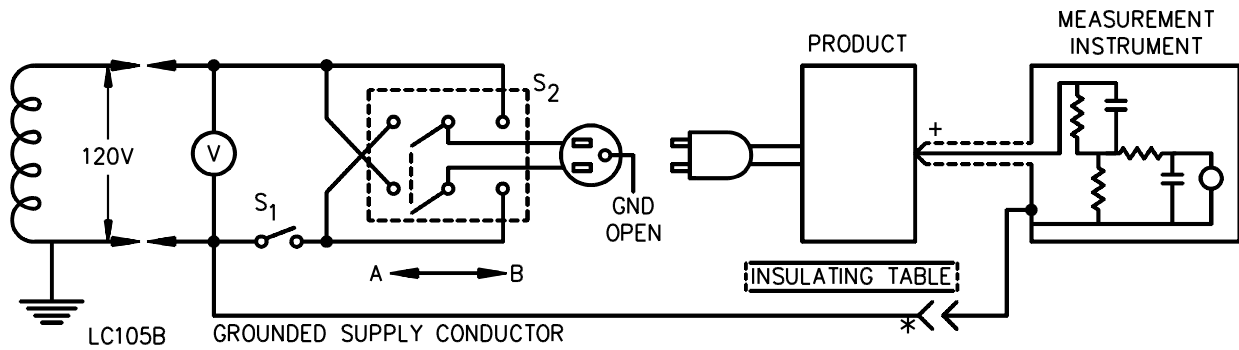 MEASUREMENT
INSTRUMENT
PRODUCT
S2
+
120V
V
S1
GND
OPEN
A
B
INSULATING TABLE
*
LC105B
GROUNDED SUPPLY CONDUCTOR